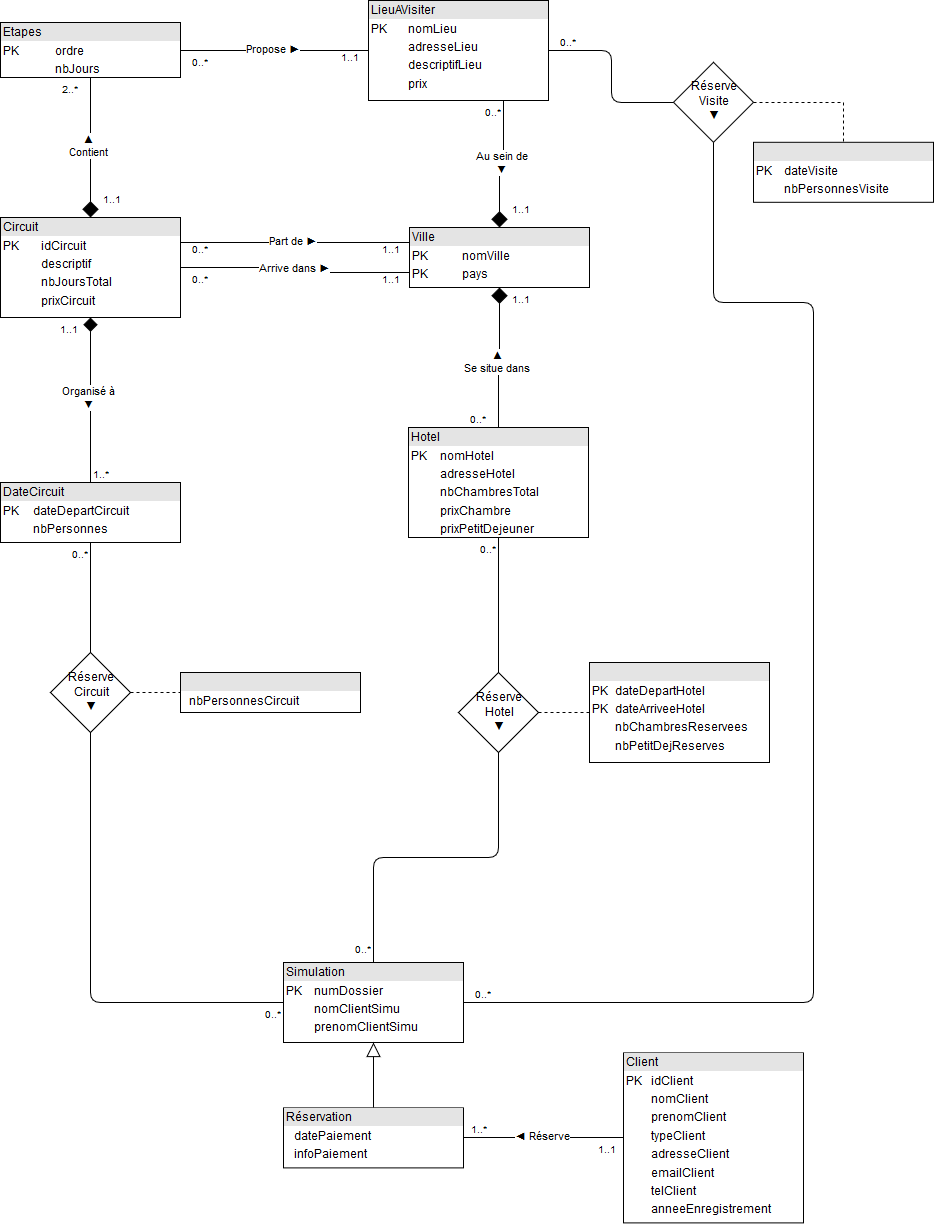 LieuAVisiter
PK nomLieu
adresseLieu
descriptifLieu
prix
Etapes
PK ordre
nbJours
Propose ►
0..*
1..1
0..*
Réserve
Visite
▼
PK dateVisite
nbPersonnesVisite
2..*
▲
Contient
1..1
0..*
Au sein de
▼
1..1
Circuit
PK idCircuit
descriptif
nbJoursTotal
prixCircuit
Part de ►
0..*
1..1
Arrive dans ►
0..*
1..1
Ville
PK nomVille
PK pays
1..1
▲
Se situe dans
0..*
1..1
Organisé à
▼
1..*
Hotel
PK nomHotel
adresseHotel
nbChambresTotal
prixChambre
prixPetitDejeuner
0..*
DateCircuit
PK dateDepartCircuit
nbPersonnes
0..*
Réserve
Circuit
▼
nbPersonnesCircuit
Réserve
Hotel
▼
PK dateDepartHotel
PK dateArriveeHotel
nbChambresReservees
nbPetitDejReserves
0..*
0..*
0..*
Simulation
PK numDossier
nomClientSimu
prenomClientSimu
Réservation
datePaiement
infoPaiement
1..*
◄ Réserve
1..1
Client
PK idClient
nomClient
prenomClient
typeClient
adresseClient
emailClient
telClient
anneeEnregistrement